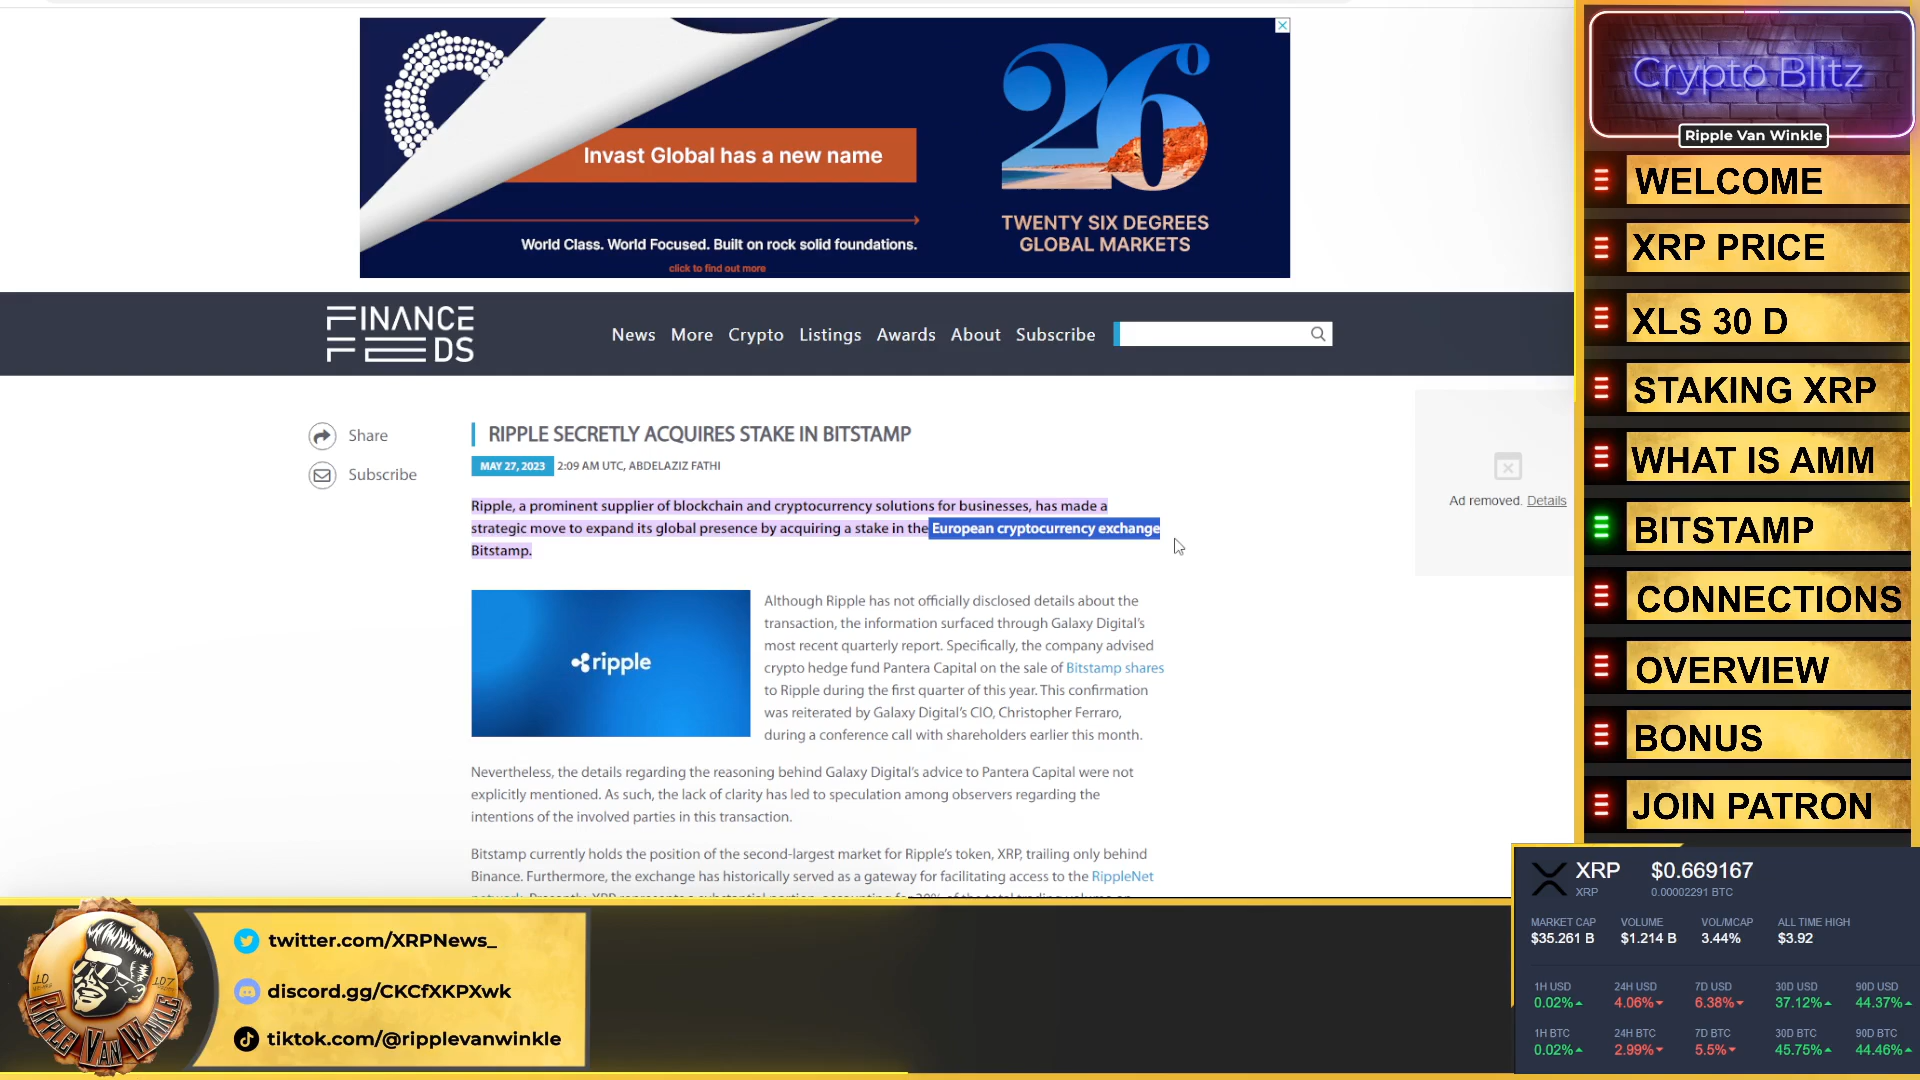 Invast Global has a new name
World Class. World Focused. Built on rock solid foundations.
click to find out more
26°
TWENTY SIX DEGREES
GLOBAL MARKETS
FINANCE
FEEDS
News More Crypto Listings Awards About Subscribe
Share
Subscribe
RIPPLE SECRETLY ACQUIRES STAKE IN BITSTAMP
MAY 27, 2023 2:09 AM UTC, ABDELAZIZ FATHI
Ripple, a prominent supplier of blockchain and cryptocurrency solutions for businesses, has made a
strategic move to expand its global presence by acquiring a stake in the European cryptocurrency exchange
Bitstamp.
ripple
Although Ripple has not officially disclosed details about the
transaction, the information surfaced through Galaxy Digital's
most recent quarterly report. Specifically, the company advised
crypto hedge fund Pantera Capital on the sale of Bitstamp shares
to Ripple during the first quarter of this year. This confirmation
was reiterated by Galaxy Digital's CIO, Christopher Ferraro,
during a conference call with shareholders earlier this month.
Nevertheless, the details regarding the reasoning behind Galaxy Digital's advice to Pantera Capital were not
explicitly mentioned. As such, the lack of clarity has led to speculation among observers regarding the
intentions of the involved parties in this transaction.
Bitstamp currently holds the position of the second-largest market for Ripple's token, XRP, trailing only behind
Binance. Furthermore, the exchange has historically served as a gateway for facilitating access to the RippleNet
Ad removed. Details
Crypto Blitz
Ripple Van Winkle
WELCOME
XRP PRICE
XLS 30 D
STAKING XRP
WHAT IS AMM
BITSTAMP
CONNECTIONS
OVERVIEW
BONUS
JOIN PATRON
XRP $0.669167
XRP 0.00002291 BTC
MARKET CAP VOLUME VOL/MCAP ALL TIME HIGH
$35.261 B $1.214 B 3.44% $3.92
1H USD 24H USD 7D USD 30D USD 90D USD
0.02% 4.06% 6.38% 37.12% 44.37%
1H BTC 24H BTC 7D BTC 30D BTC 90D BTC
0.02% 2.99% 5.5% 45.75% 44.46%
RIPPLE VAN WINKLE
twitter.com/XRPNews_
discord.gg/CKCfXKPXwk
tiktok.com/@ripplevanwinkle